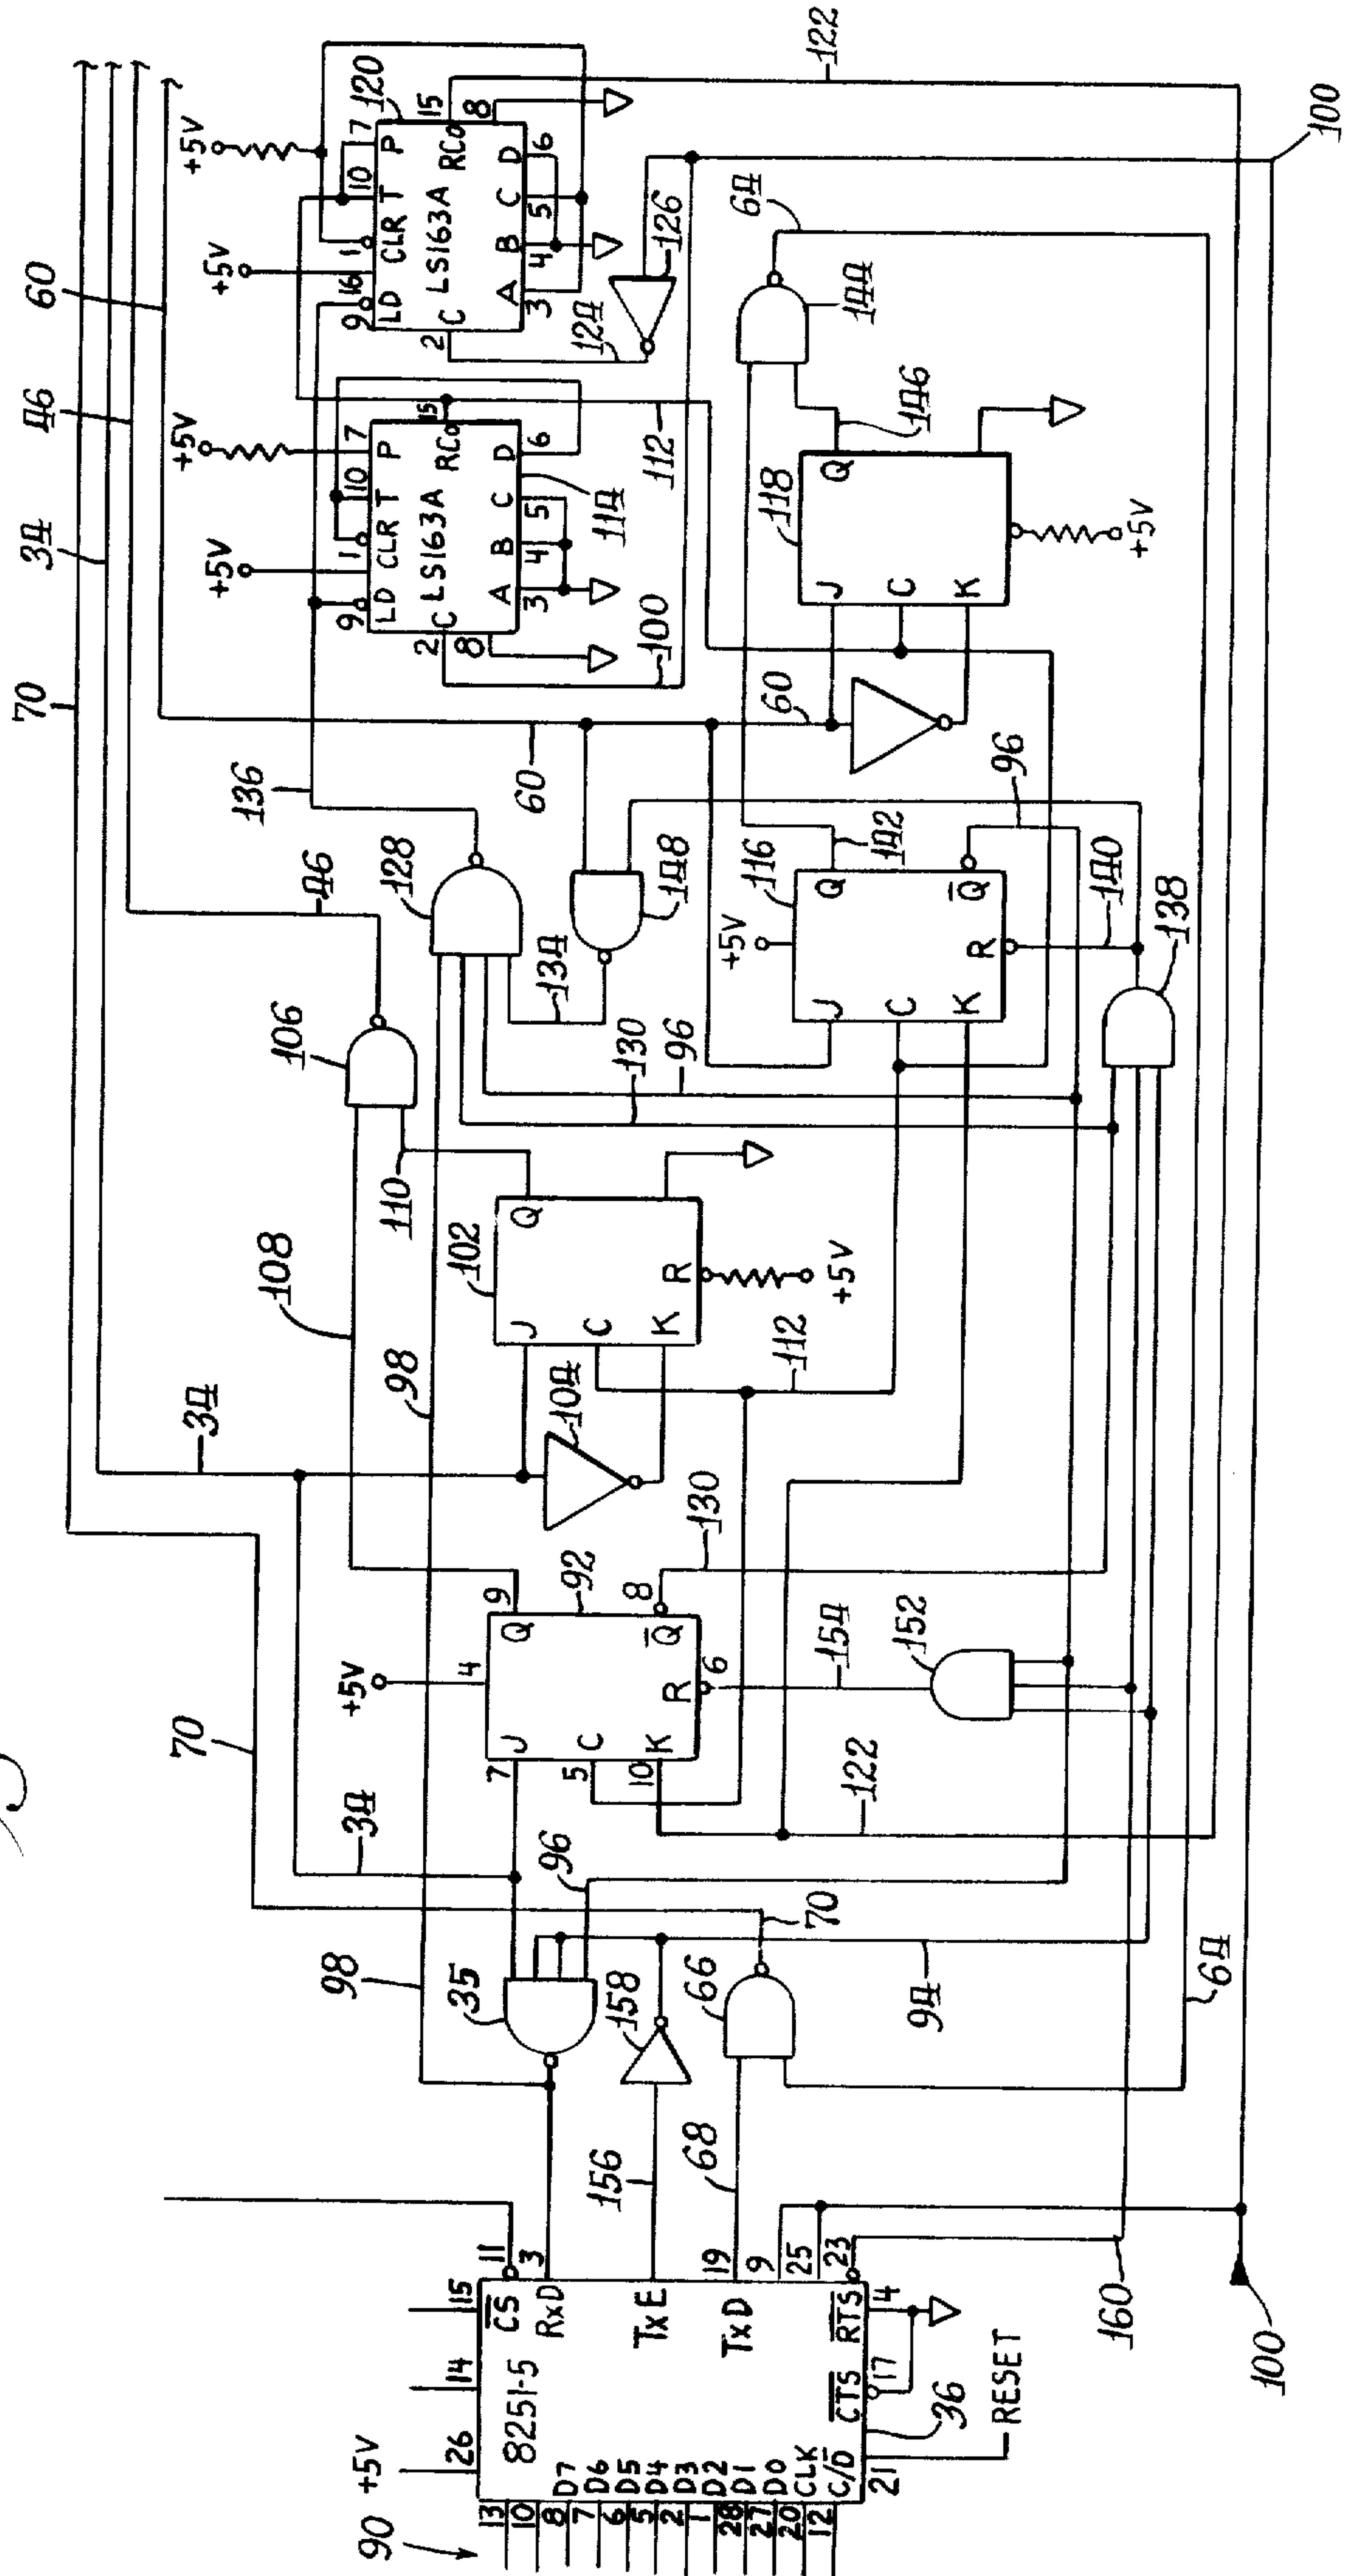 70
34
46
60
+5V
+5V
+5V
+5V
9 16 1 10 7
LD CLR T P
LS163A
C RCo
A B C D
2 15 8
3 4 5 6
120
122
124
126
100
9 1 10 7
LD CLR T P
LS163A
C RCo
A B C D
2 8 15
3 4 5 6
114
112
100
136
128
46
106
148
134
60
60
J C K Q
118
+5V
146
144
64
+5V
116
J C K Q Q̅ R
142
96
140
138
130
96
108
110
98
102
J C K Q R
+5V
104
112
34
+5V
4
92
J C K Q Q̅ R
7 5 10 9 8 6
130
154
152
122
70
34
96
98
35
158
66
70
94
64
156
68
160
100
90
+5V
26 14 15
8251-5
C̅S̅ 11
RxD 3
TxE
TxD 19
9
25
23
R̅T̅S̅ 4
C̅T̅S̅ 17
36
RESET
21
13
10
8 D7
7 D6
6 D5
5 D4
2 D3
1 D2
28 D1
27 D0
20 CLK
12 C/D̅